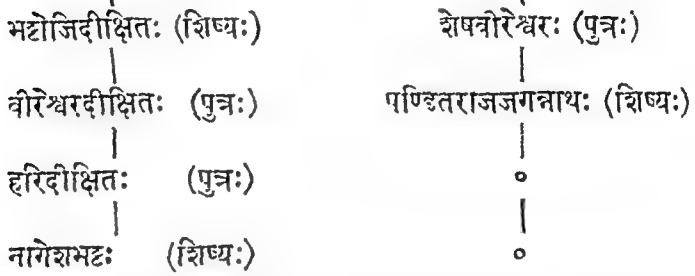 भट्टोजिदीक्षितः (शिष्यः) शेषवीरेश्वरः (पुत्रः)
वीरेश्वरदीक्षितः (पुत्रः) पण्डितराजजगन्नाथः (शिष्यः)
हरिदीक्षितः (पुत्रः)
नागेशभट्टः (शिष्यः)